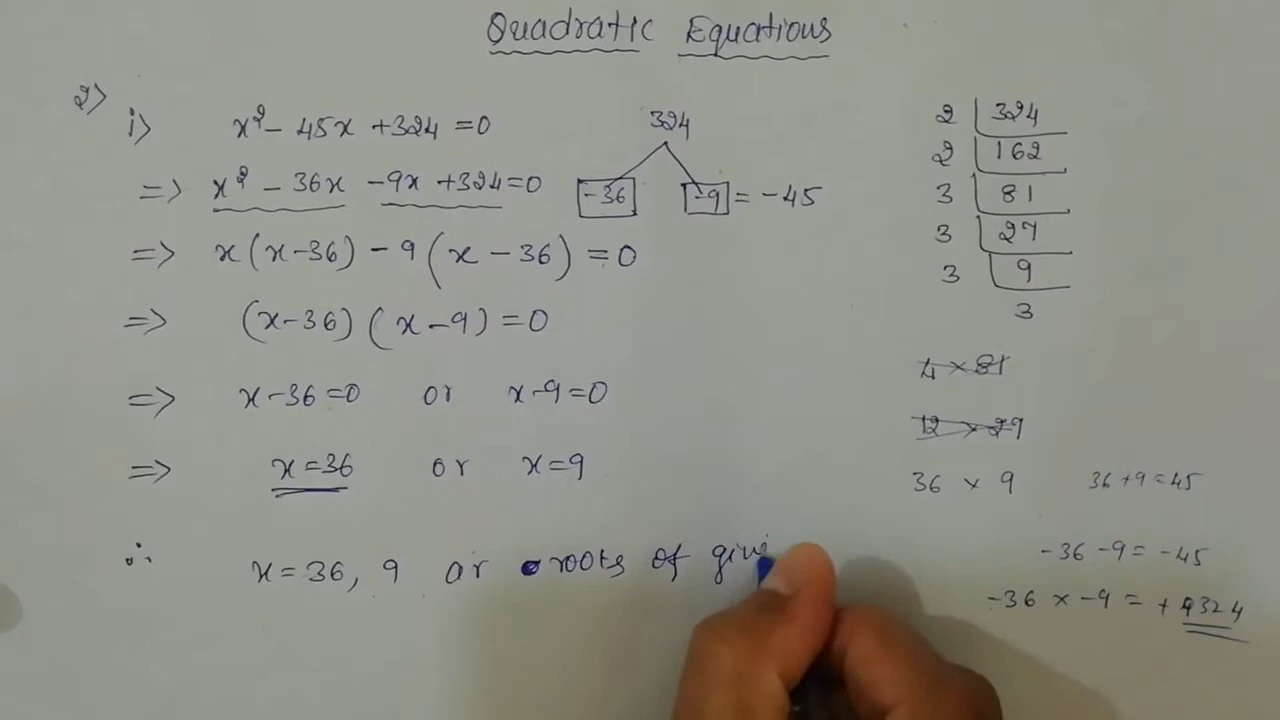 Quadratic Equations
2)
i) x² - 45x + 324 = 0
=> x² - 36x - 9x + 324 = 0
=> x(x-36) - 9(x - 36) = 0
=> (x-36)(x-9) = 0
=> x-36=0 or x-9=0
=> x=36 or x=9
∴ x=36, 9 or roots of
324
-36 -9 = -45
2 | 324
2 | 162
3 | 81
3 | 27
3 | 9
3
4 × 81
36 × 9 36+9=45
-36 -9 = -45
-36 × -9 = + 324